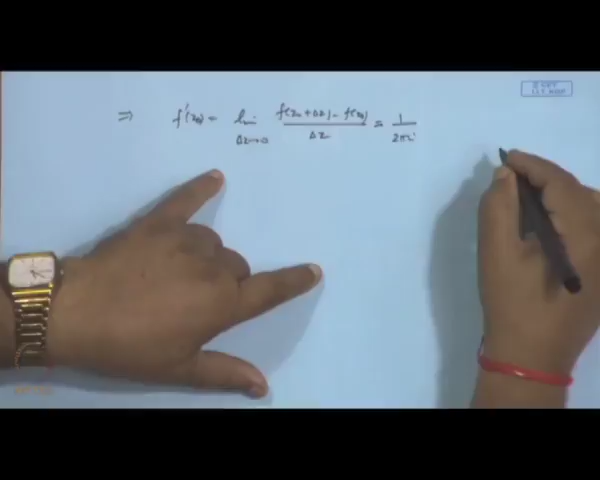 ⇒ f'(z₀) = lim_{Δz→0} (f(z₀+Δz) - f(z₀))/Δz = 1/2πi